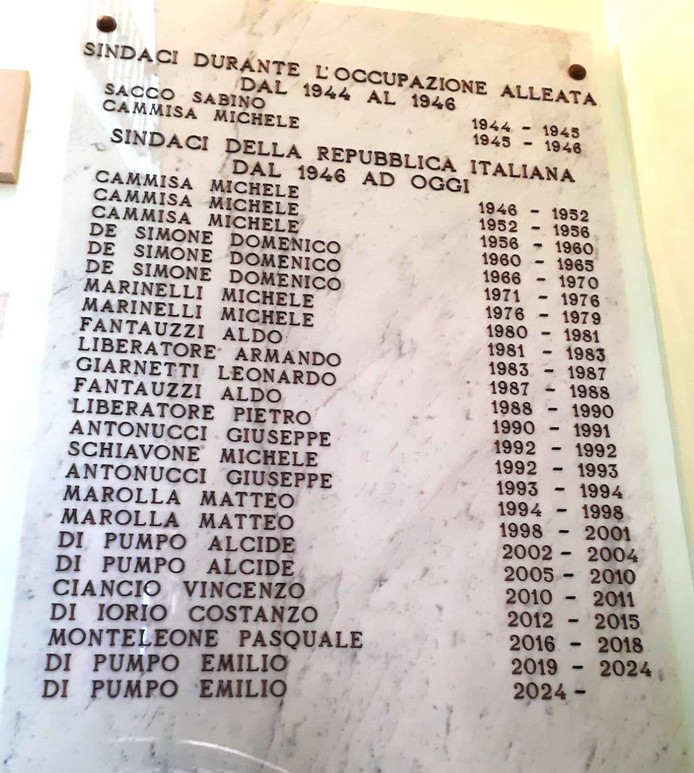 SINDACI DURANTE L'OCCUPAZIONE ALLEATA
DAL 1944 AL 1946
SACCO SABINO 1944 - 1945
CAMMISA MICHELE 1945 - 1946
SINDACI DELLA REPUBBLICA ITALIANA
DAL 1946 AD OGGI
CAMMISA MICHELE 1946 - 1952
CAMMISA MICHELE 1952 - 1956
CAMMISA MICHELE 1956 - 1960
DE SIMONE DOMENICO 1960 - 1965
DE SIMONE DOMENICO 1966 - 1970
DE SIMONE DOMENICO 1971 - 1976
MARINELLI MICHELE 1976 - 1979
MARINELLI MICHELE 1980 - 1981
FANTAUZZI ALDO 1981 - 1983
LIBERATORE ARMANDO 1983 - 1987
GIARNETTI LEONARDO 1987 - 1988
FANTAUZZI ALDO 1988 - 1990
LIBERATORE PIETRO 1990 - 1991
ANTONUCCI GIUSEPPE 1992 - 1992
SCHIAVONE MICHELE 1992 - 1993
ANTONUCCI GIUSEPPE 1993 - 1994
MAROLLA MATTEO 1994 - 1998
MAROLLA MATTEO 1998 - 2001
DI PUMPO ALCIDE 2002 - 2004
DI PUMPO ALCIDE 2005 - 2010
CIANCIO VINCENZO 2010 - 2011
DI IORIO COSTANZO 2012 - 2015
MONTELEONE PASQUALE 2016 - 2018
DI PUMPO EMILIO 2019 - 2024
DI PUMPO EMILIO 2024 -